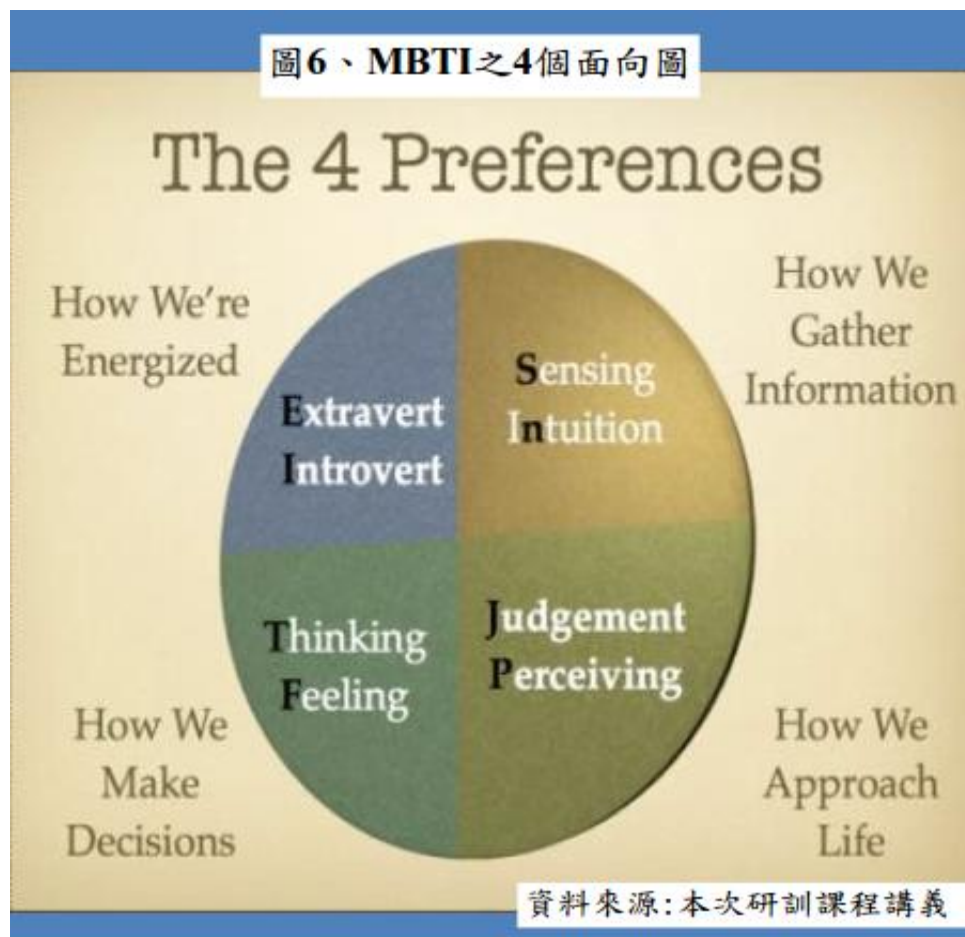 圖6、MBTI之4個面向圖
The 4 Preferences
How We're
Energized
Extravert
Introvert
Sensing
Intuition
How We
Gather
Information
Thinking
Feeling
How We
Make
Decisions
Judgement
Perceiving
How We
Approach
Life
資料來源:本次研訓課程講義